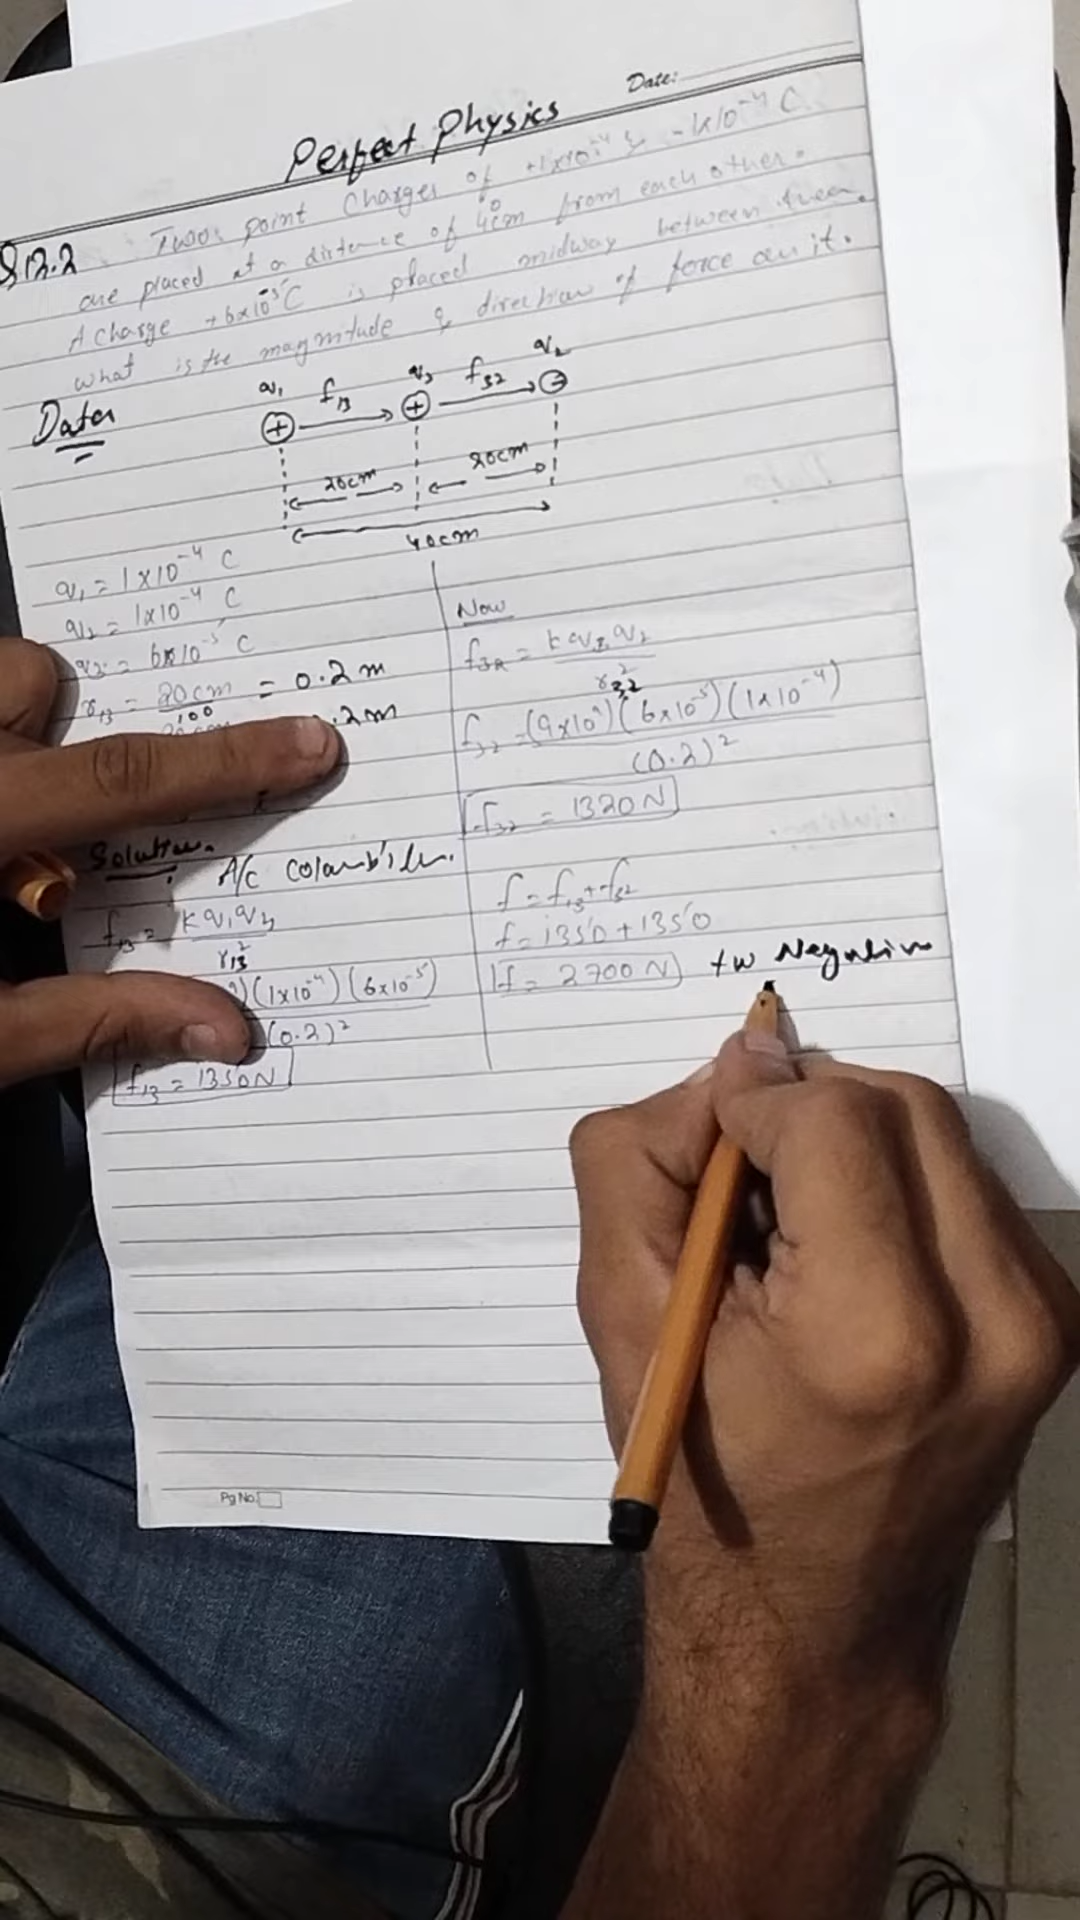 Date:
Perfect Physics
Q12.2 Two point charges of +1x10⁻⁴ & -1x10⁻⁴ C.
are placed at a distance of 40cm from each other.
A charge +6x10⁻⁵C is placed midway between
What is the magnitude & direction of force on it.
Data
q₁ f₁₃ q₃ f₃₂ q₂
+ + -
20cm 20cm
40cm
q₁ = 1x10⁻⁴ C
q₂ = 1x10⁻⁴ C
q₃ = 6x10⁻⁵ C
r₁₃ = 20cm/100 = 0.2m
.2m
Solution.
A/C
f₁₃ = Kq₁q₃/r₁₃²
)(1x10⁻⁴)(6x10⁻⁵)/(0.2)²
f₁₃ = 1350N
Now
f₃₂ = Kq₃q₂/r₃₂²
f₃₂ = (9x10⁹)(6x10⁻⁵)(1x10⁻⁴)/(0.2)²
f₃₂ = 1320N
f = f₁₃+f₃₂
f = 1350+1350
f = 2700N tw Negative
Pg No.